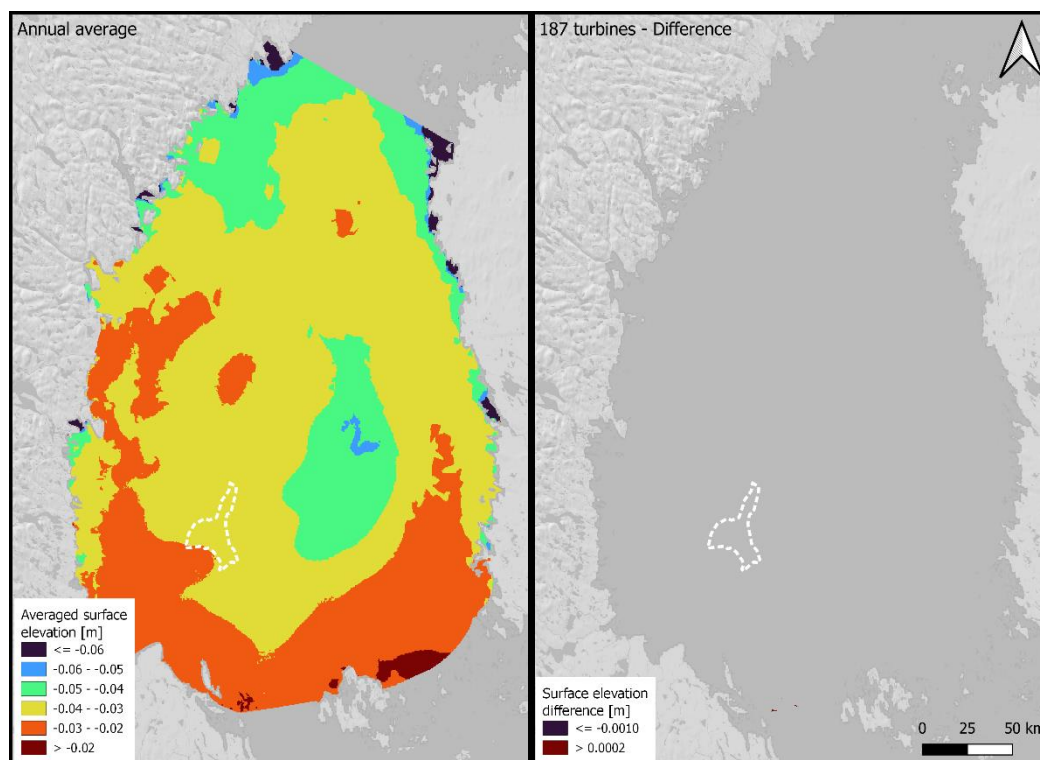 Annual average
Averaged surface
elevation [m]
<= -0.06
-0.06 - -0.05
-0.05 - -0.04
-0.04 - -0.03
-0.03 - -0.02
> -0.02
187 turbines - Difference
Surface elevation
difference [m]
<= -0.0010
> 0.0002
0 25 50 km